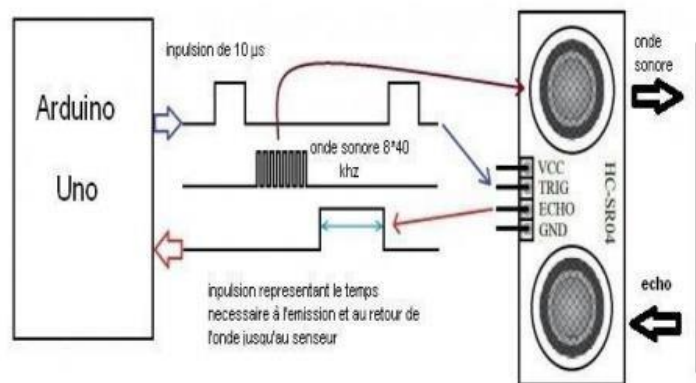 inpulsion de 10 µs
onde
sonore
Arduino
Uno
onde sonore 8*40
khz
VCC
TRIG
ECHO
GND
HC-SR04
echo
inpulsion representant le temps
necessaire à l'emission et au retour de
l'onde jusqu'au senseur